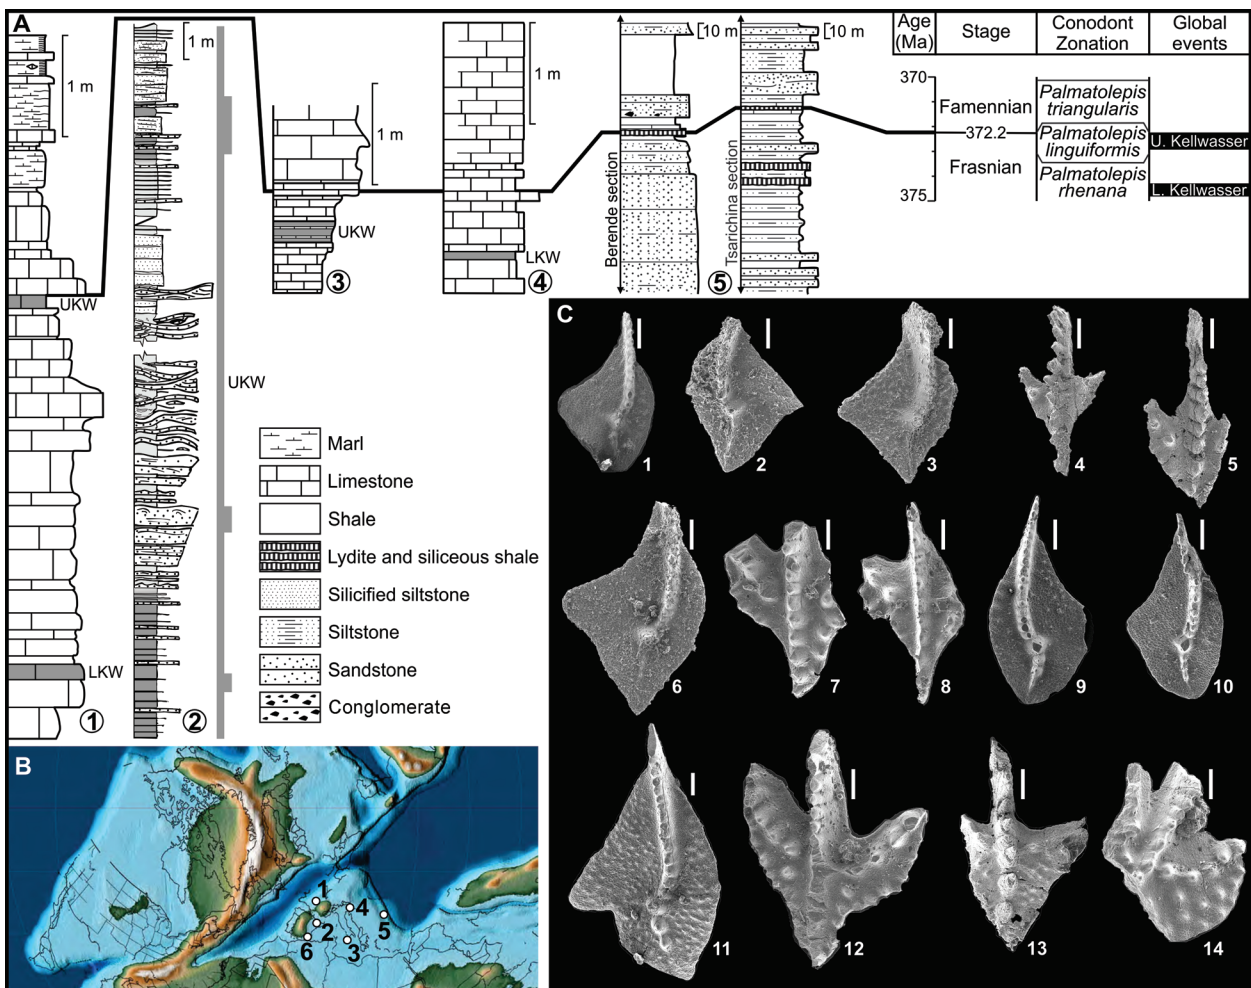 A
1 m
UKW
LKW
1
1 m
UKW
2
1 m
UKW
3
1 m
LKW
4
Berende section
10 m
5
Tsarichina section
10 m
Age
(Ma)
Stage
Conodont
Zonation
Global
events
370
Famennian
372.2
Frasnian
375
Palmatolepis
triangularis
Palmatolepis
linguiformis
Palmatolepis
rhenana
U. Kellwasser
L. Kellwasser
Marl
Limestone
Shale
Lydite and siliceous shale
Silicified siltstone
Siltstone
Sandstone
Conglomerate
B
1
4
5
2
6
3
C
1
2
3
4
5
6
7
8
9
10
11
12
13
14